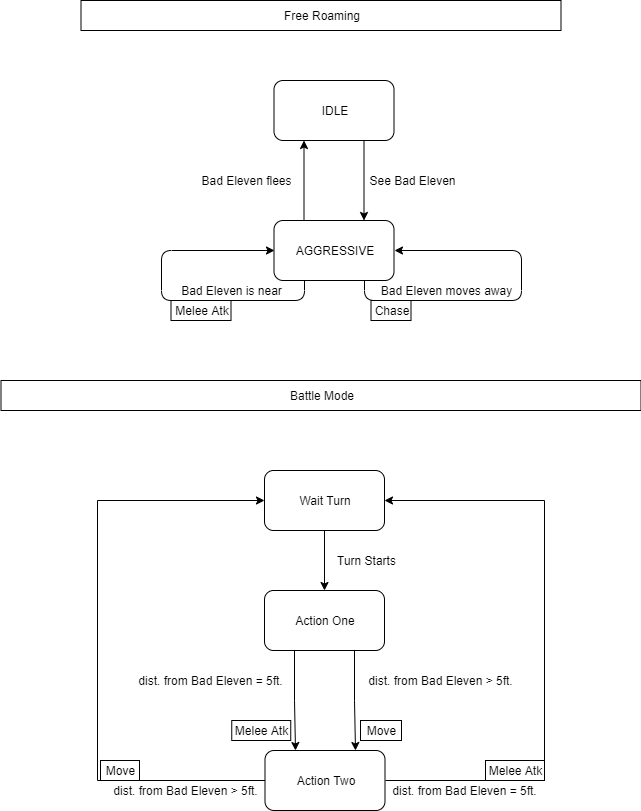 Free Roaming
IDLE
Bad Eleven flees
See Bad Eleven
AGGRESSIVE
Bad Eleven is near
Bad Eleven moves away
Melee Atk
Chase
Battle Mode
Wait Turn
Turn Starts
Action One
dist. from Bad Eleven = 5ft.
dist. from Bad Eleven > 5ft.
Melee Atk
Move
Move
Action Two
Melee Atk
dist. from Bad Eleven > 5ft.
dist. from Bad Eleven = 5ft.